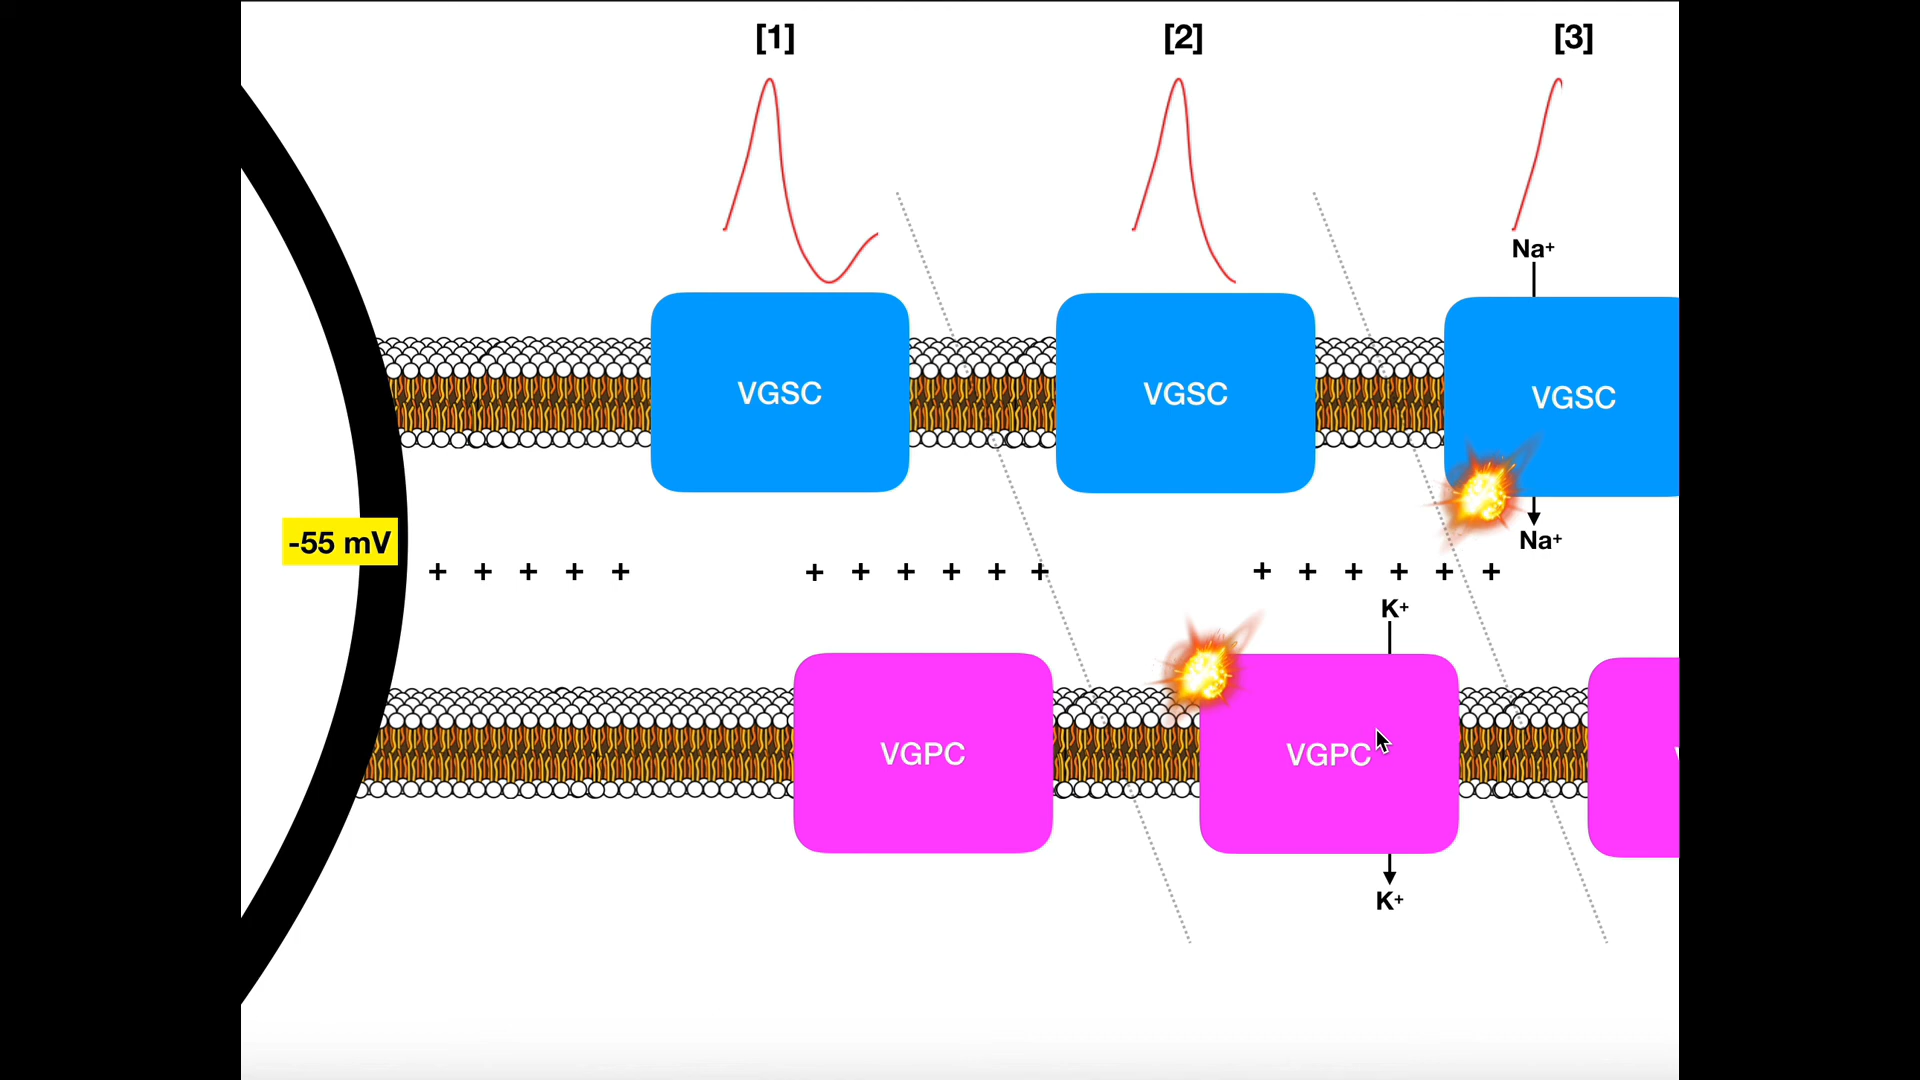 [1]
[2]
[3]
Na+
VGSC
VGSC
VGSC
-55 mV
Na+
+ + + + +
+ + + + + +
+ + + + + +
K+
VGPC
VGPC
K+